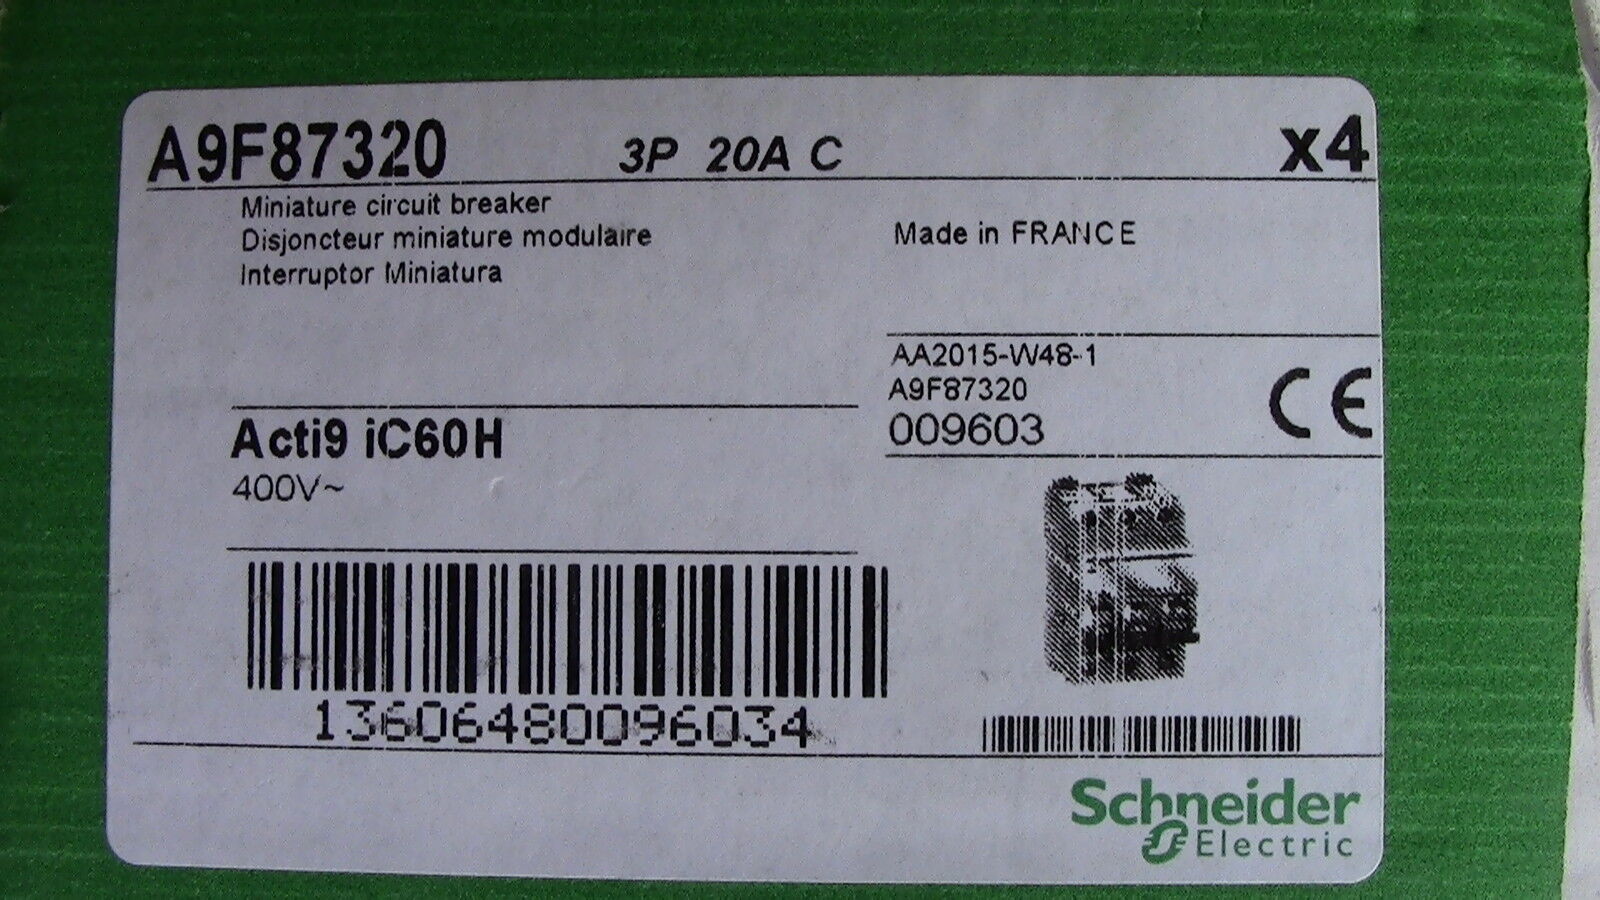 A9F87320 3P 20A C x4
Miniature circuit breaker
Disjoncteur miniature modulaire
Interruptor Miniatura
Made in FRANCE
AA2015-W48-1
A9F87320
009603
CE
Acti9 iC60H
400V~
13606480096034
Schneider
Electric